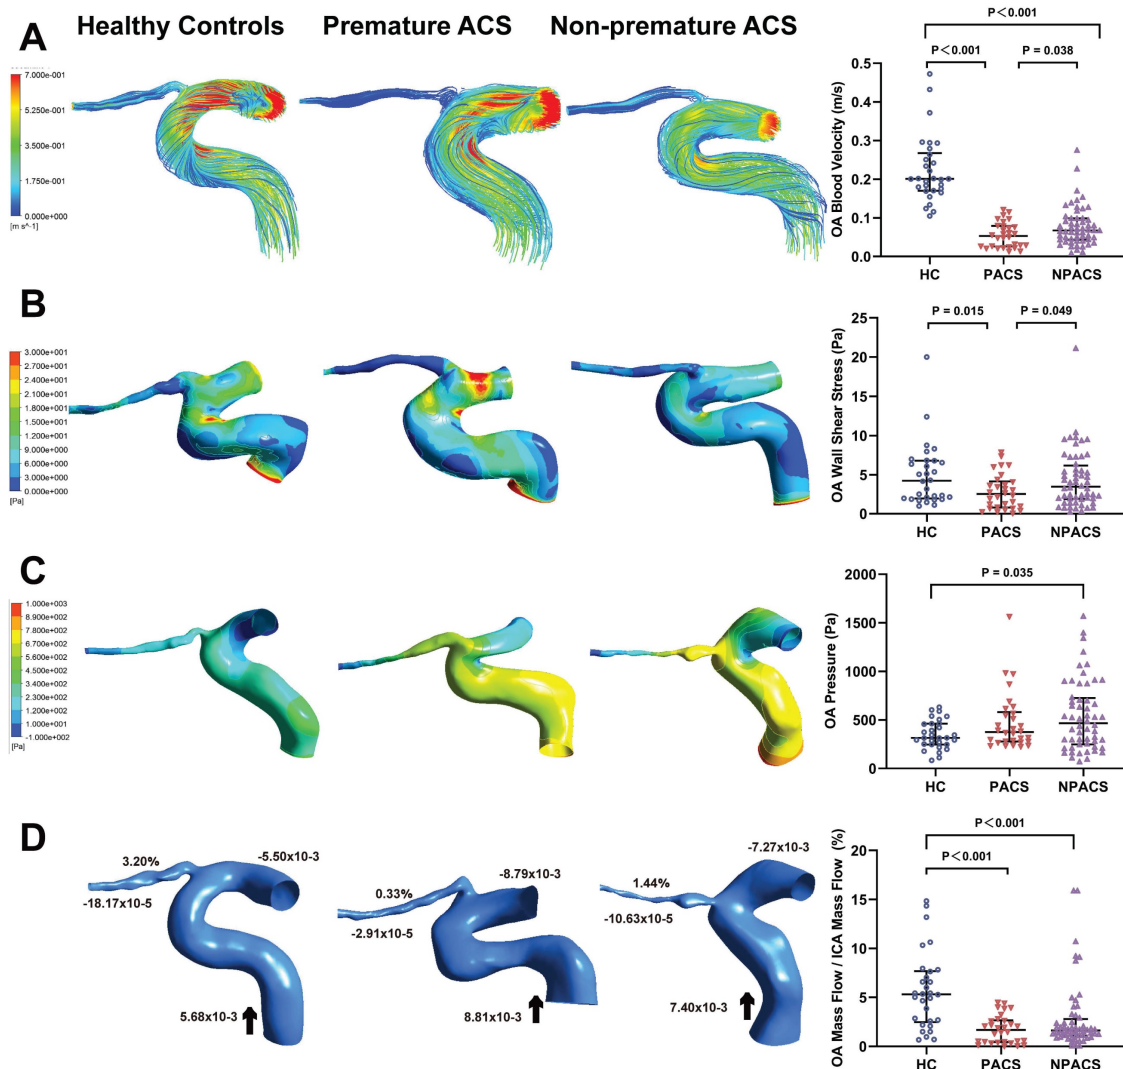 Healthy Controls
Premature ACS
Non-premature ACS
A
7.000e-001
5.250e-001
3.500e-001
1.750e-001
0.000e+000
[m s^-1]
P<0.001
P<0.001
P = 0.038
OA Blood Velocity (m/s)
0.5
0.4
0.3
0.2
0.1
0.0
HC
PACS
NPACS
B
3.000e+001
2.700e+001
2.400e+001
2.100e+001
1.800e+001
1.500e+001
1.200e+001
9.000e+000
6.000e+000
3.000e+000
0.000e+000
[Pa]
P = 0.015
P = 0.049
OA Wall Shear Stress (Pa)
25
20
15
10
5
0
HC
PACS
NPACS
C
1.000e+003
8.900e+002
7.800e+002
6.700e+002
5.600e+002
4.500e+002
3.400e+002
2.300e+002
1.200e+002
1.000e+001
-1.000e+002
[Pa]
P = 0.035
OA Pressure (Pa)
2000
1500
1000
500
0
HC
PACS
NPACS
D
3.20%
-5.50x10-3
-18.17x10-5
5.68x10-3
0.33%
-8.79x10-3
-2.91x10-5
8.81x10-3
1.44%
-7.27x10-3
-10.63x10-5
7.40x10-3
P<0.001
P<0.001
OA Mass Flow / ICA Mass Flow (%)
20
15
10
5
0
HC
PACS
NPACS